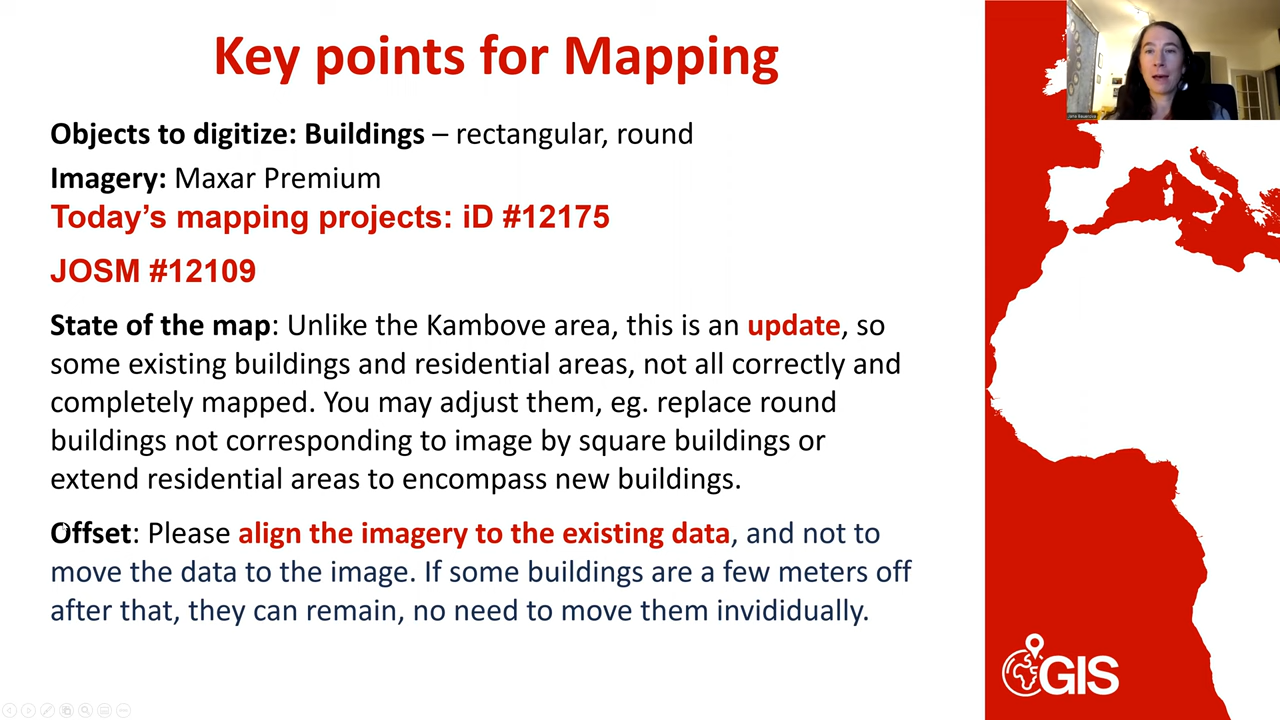 Key points for Mapping
Objects to digitize: Buildings – rectangular, round
Imagery: Maxar Premium
Today’s mapping projects: iD #12175
JOSM #12109
State of the map: Unlike the Kambove area, this is an update, so
some existing buildings and residential areas, not all correctly and
completely mapped. You may adjust them, eg. replace round
buildings not corresponding to image by square buildings or
extend residential areas to encompass new buildings.
Offset: Please align the imagery to the existing data, and not to
move the data to the image. If some buildings are a few meters off
after that, they can remain, no need to move them invididually.
GIS